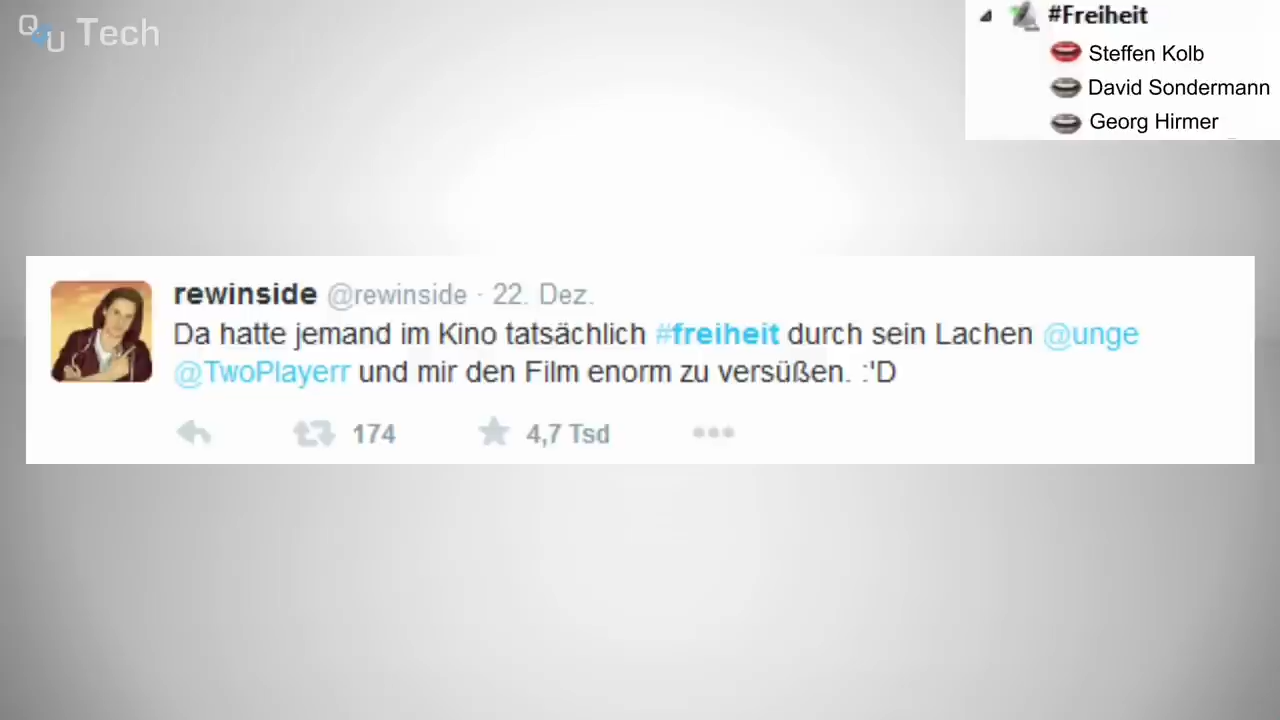 QSU Tech
#Freiheit
Steffen Kolb
David Sondermann
Georg Hirmer
rewinside @rewinside · 22. Dez.
Da hatte jemand im Kino tatsächlich #freiheit durch sein Lachen @unge
@TwoPlayerr und mir den Film enorm zu versüßen. :'D
174 4,7 Tsd